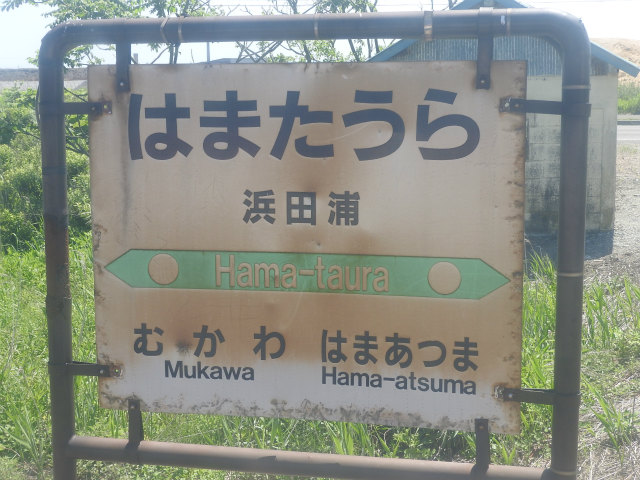 はまたうら
浜田浦
Hama-taura
むかわ はまあつま
Mukawa Hama-atsuma